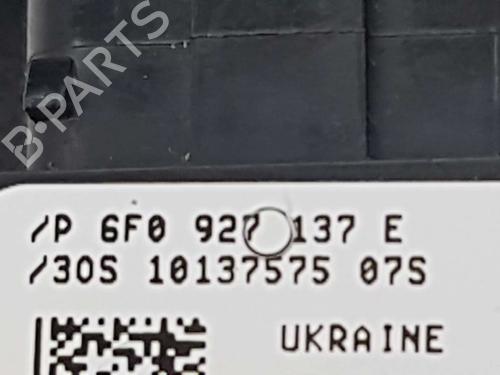 B-PARTS
/P 6F0 927 137 E
/30S 10137575 07S
UKRAINE